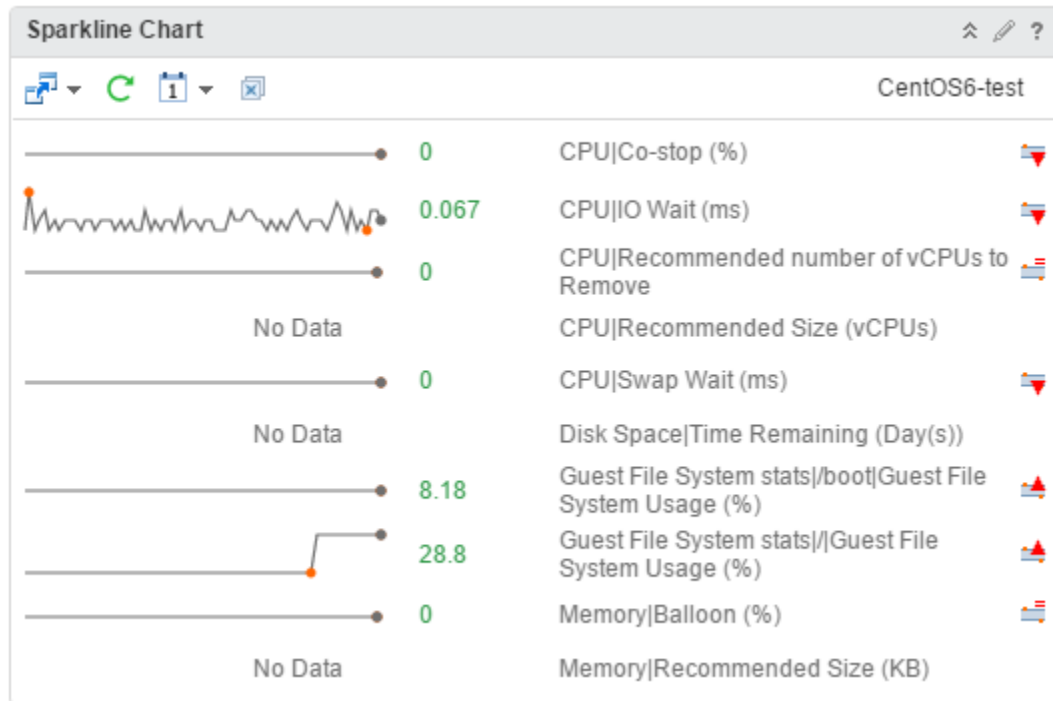 Sparkline Chart ?
1 CentOS6-test
0 CPU|Co-stop (%)
0.067 CPU|IO Wait (ms)
0 CPU|Recommended number of vCPUs to
Remove
No Data CPU|Recommended Size (vCPUs)
0 CPU|Swap Wait (ms)
No Data Disk Space|Time Remaining (Day(s))
8.18 Guest File System stats|/boot|Guest File
System Usage (%)
28.8 Guest File System stats|/|Guest File
System Usage (%)
0 Memory|Balloon (%)
No Data Memory|Recommended Size (KB)